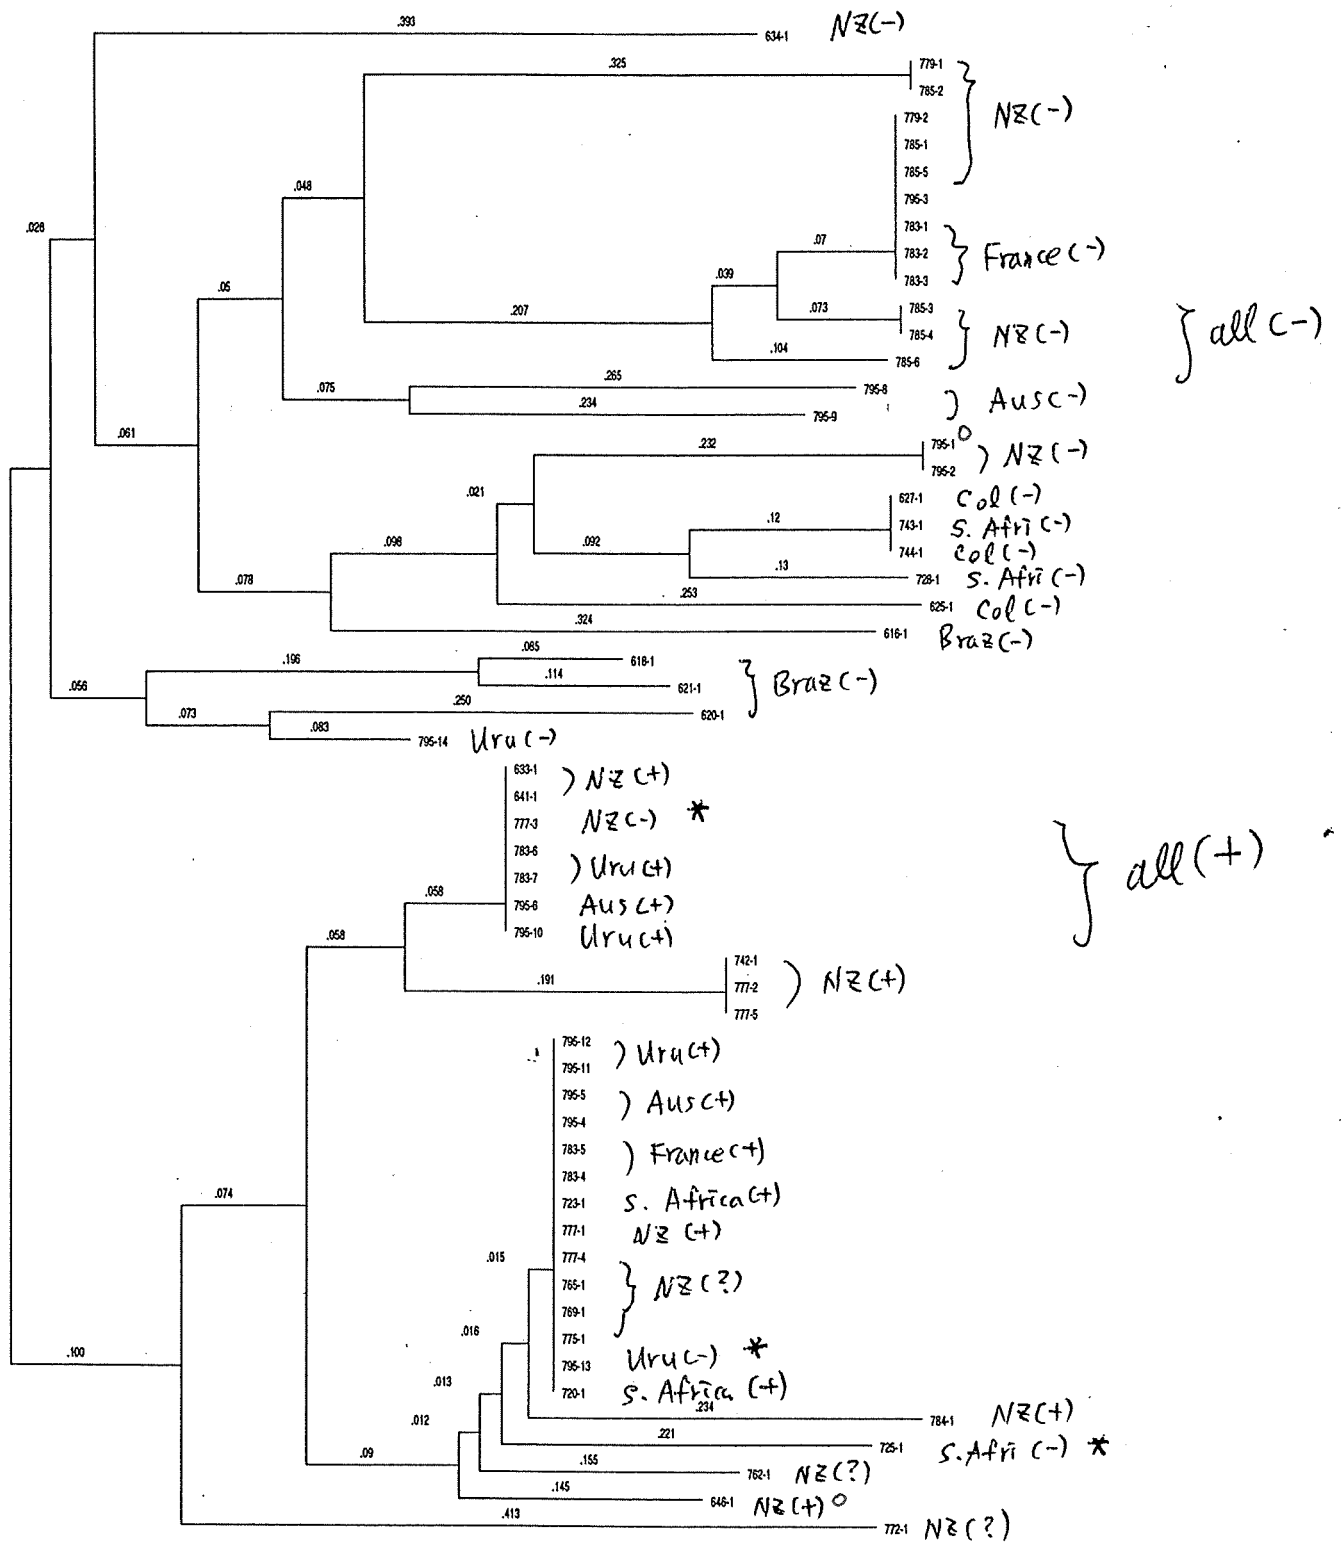 .393
634-1 NZ(-)
.325
779-1
785-2
NZ(-)
779-2
785-1
785-5
795-3
.048
.026
783-1
.07
783-2
France(-)
783-3
.039
.05
785-3
.073
.207
785-4
NZ(-)
all(-)
.104
785-6
.265
.075
795-8
Aus(-)
.234
795-9
.061
795-1 o
.232
NZ(-)
795-2
.021
627-1 Col(-)
.12
743-1 S. Afri(-)
.098
.092
744-1 Col(-)
.13
.078
728-1 S. Afri(-)
.253
625-1 Col(-)
.324
616-1 Braz(-)
.085
.196
618-1
.114
.056
621-1
Braz(-)
.250
.073
620-1
.083
795-14 Uru(-)
633-1
NZ(+)
641-1
777-3 NZ(-) *
783-6
Uru(+)
all(+)
783-7
.058
795-6 Aus(+)
795-10 Uru(+)
.058
742-1
.191
777-2 NZ(+)
777-5
795-12
Uru(+)
795-11
795-5
Aus(+)
795-4
783-5
France(+)
783-4
.074
723-1 S. Africa(+)
777-1 NZ(+)
.015
777-4
765-1 NZ(?)
769-1
.016
775-1
795-13 Uru(-) *
.013
720-1 S. Africa(+)
.234
.012
784-1 NZ(+)
.221
725-1 S.Afri(-) *
.09
.155
762-1 NZ(?)
.145
646-1 NZ(+) o
.100
.413
772-1 NZ(?)